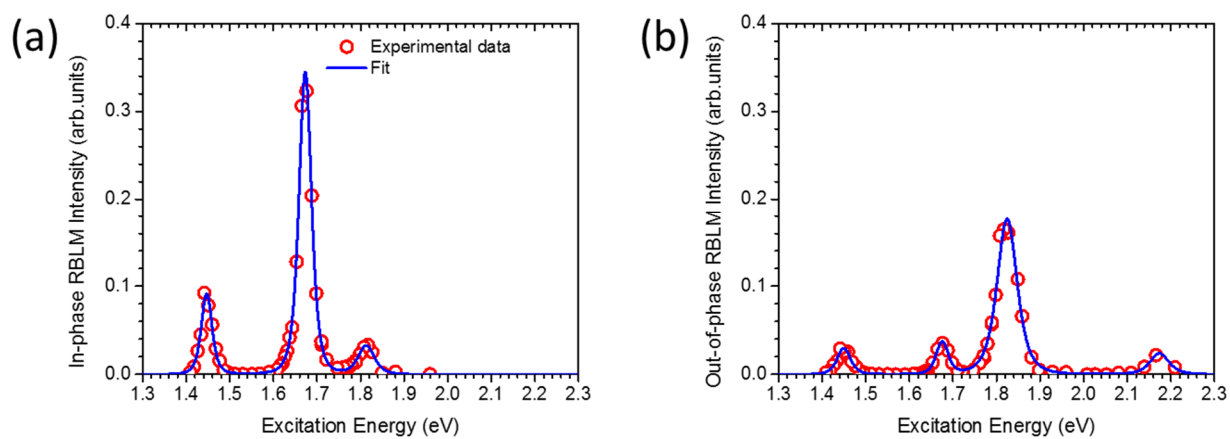 (a)
In-phase RBLM Intensity (arb.units)
0.4
0.3
0.2
0.1
0.0
Experimental data
Fit
1.3 1.4 1.5 1.6 1.7 1.8 1.9 2.0 2.1 2.2 2.3
Excitation Energy (eV)
(b)
Out-of-phase RBLM Intensity (arb.units)
0.4
0.3
0.2
0.1
0.0
1.3 1.4 1.5 1.6 1.7 1.8 1.9 2.0 2.1 2.2 2.3
Excitation Energy (eV)